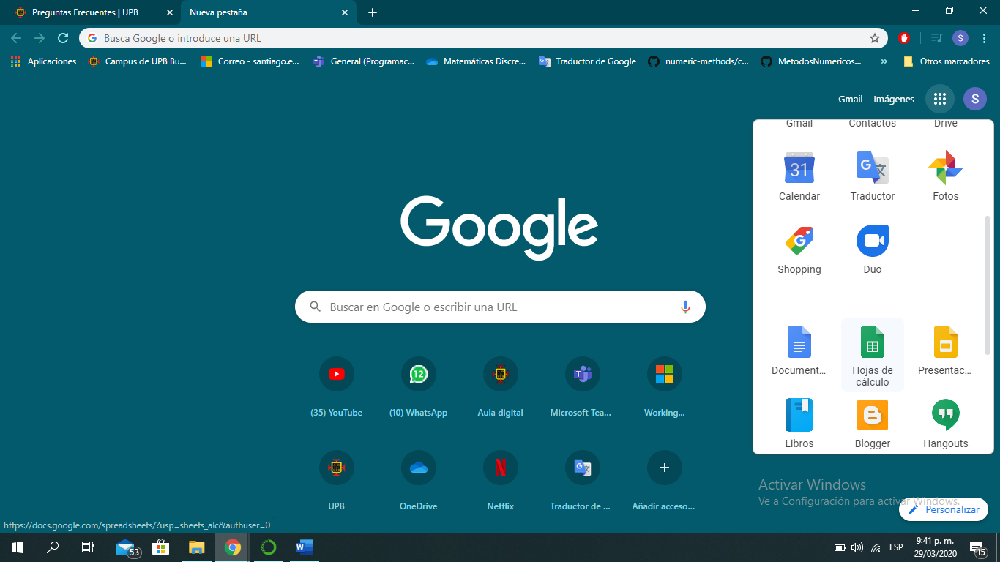 Preguntas Frecuentes | UPB
Nueva pestaña
Busca Google o introduce una URL
S
Aplicaciones
Campus de UPB Bu...
Correo - santiago.e...
General (Programac...
Matemáticas Discre...
Traductor de Google
numeric-methods/c...
MetodosNumericos...
»
Otros marcadores
Gmail
Imágenes
S
Gmail
Contactos
Drive
31
Calendar
Traductor
Fotos
Shopping
Duo
Google
Buscar en Google o escribir una URL
Document...
Hojas de
cálculo
Presentac...
Libros
Blogger
Hangouts
12
(35) YouTube
(10) WhatsApp
Aula digital
Microsoft Tea...
Working...
UPB
OneDrive
Netflix
Traductor de ...
Añadir acceso...
Activar Windows
Ve a Configuración para activar Windows.
Personalizar
https://docs.google.com/spreadsheets/?usp=sheets_alc&authuser=0
53
ESP
9:41 p. m.
29/03/2020
15